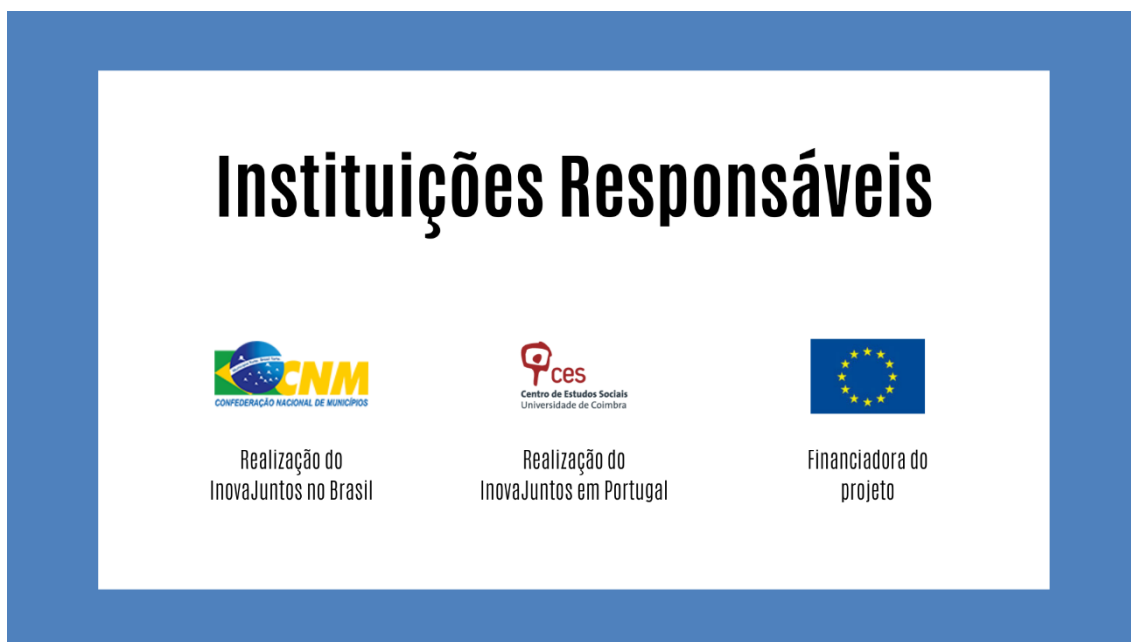 Instituições Responsáveis
CNM
CONFEDERAÇÃO NACIONAL DE MUNICÍPIOS
ces
Centro de Estudos Sociais
Universidade de Coimbra
Realização do
InovaJuntos no Brasil
Realização do
InovaJuntos em Portugal
Financiadora do
projeto